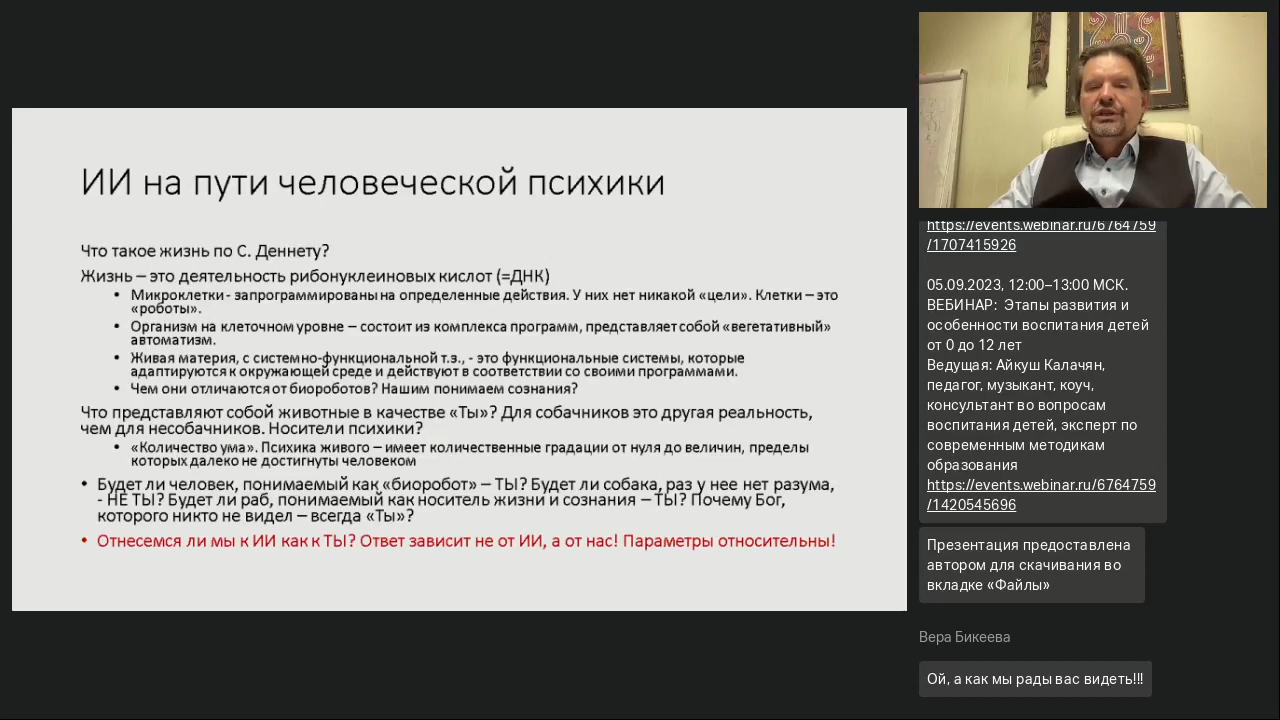 ИИ на пути человеческой психики
Что такое жизнь по С. Деннету?
Жизнь – это деятельность рибонуклеиновых кислот (=ДНК)
• Микроклетки - запрограммированы на определенные действия. У них нет никакой «цели». Клетки – это
«роботы».
• Организм на клеточном уровне – состоит из комплекса программ, представляет собой «вегетативный»
автоматизм.
• Живая материя, с системно-функциональной т.з., - это функциональные системы, которые
адаптируются к окружающей среде и действуют в соответствии со своими программами.
• Чем они отличаются от биороботов? Нашим понимаем сознания?
Что представляют собой животные в качестве «Ты»? Для собачников это другая реальность,
чем для несобачников. Носители психики?
• «Количество ума». Психика живого – имеет количественные градации от нуля до величин, пределы
которых далеко не достигнуты человеком
• Будет ли человек, понимаемый как «биоробот» – ТЫ? Будет ли собака, раз у нее нет разума,
- НЕ ТЫ? Будет ли раб, понимаемый как носитель жизни и сознания – ТЫ? Почему Бог,
которого никто не видел – всегда «Ты»?
• Отнесемся ли мы к ИИ как к ТЫ? Ответ зависит не от ИИ, а от нас! Параметры относительны!
https://events.webinar.ru/6764759
/1707415926
05.09.2023, 12:00–13:00 МСК.
ВЕБИНАР: Этапы развития и
особенности воспитания детей
от 0 до 12 лет
Ведущая: Айкуш Калачян,
педагог, музыкант, коуч,
консультант во вопросам
воспитания детей, эксперт по
современным методикам
образования
https://events.webinar.ru/6764759
/1420545696
Презентация предоставлена
автором для скачивания во
вкладке «Файлы»
Вера Бикеева
Ой, а как мы рады вас видеть!!!